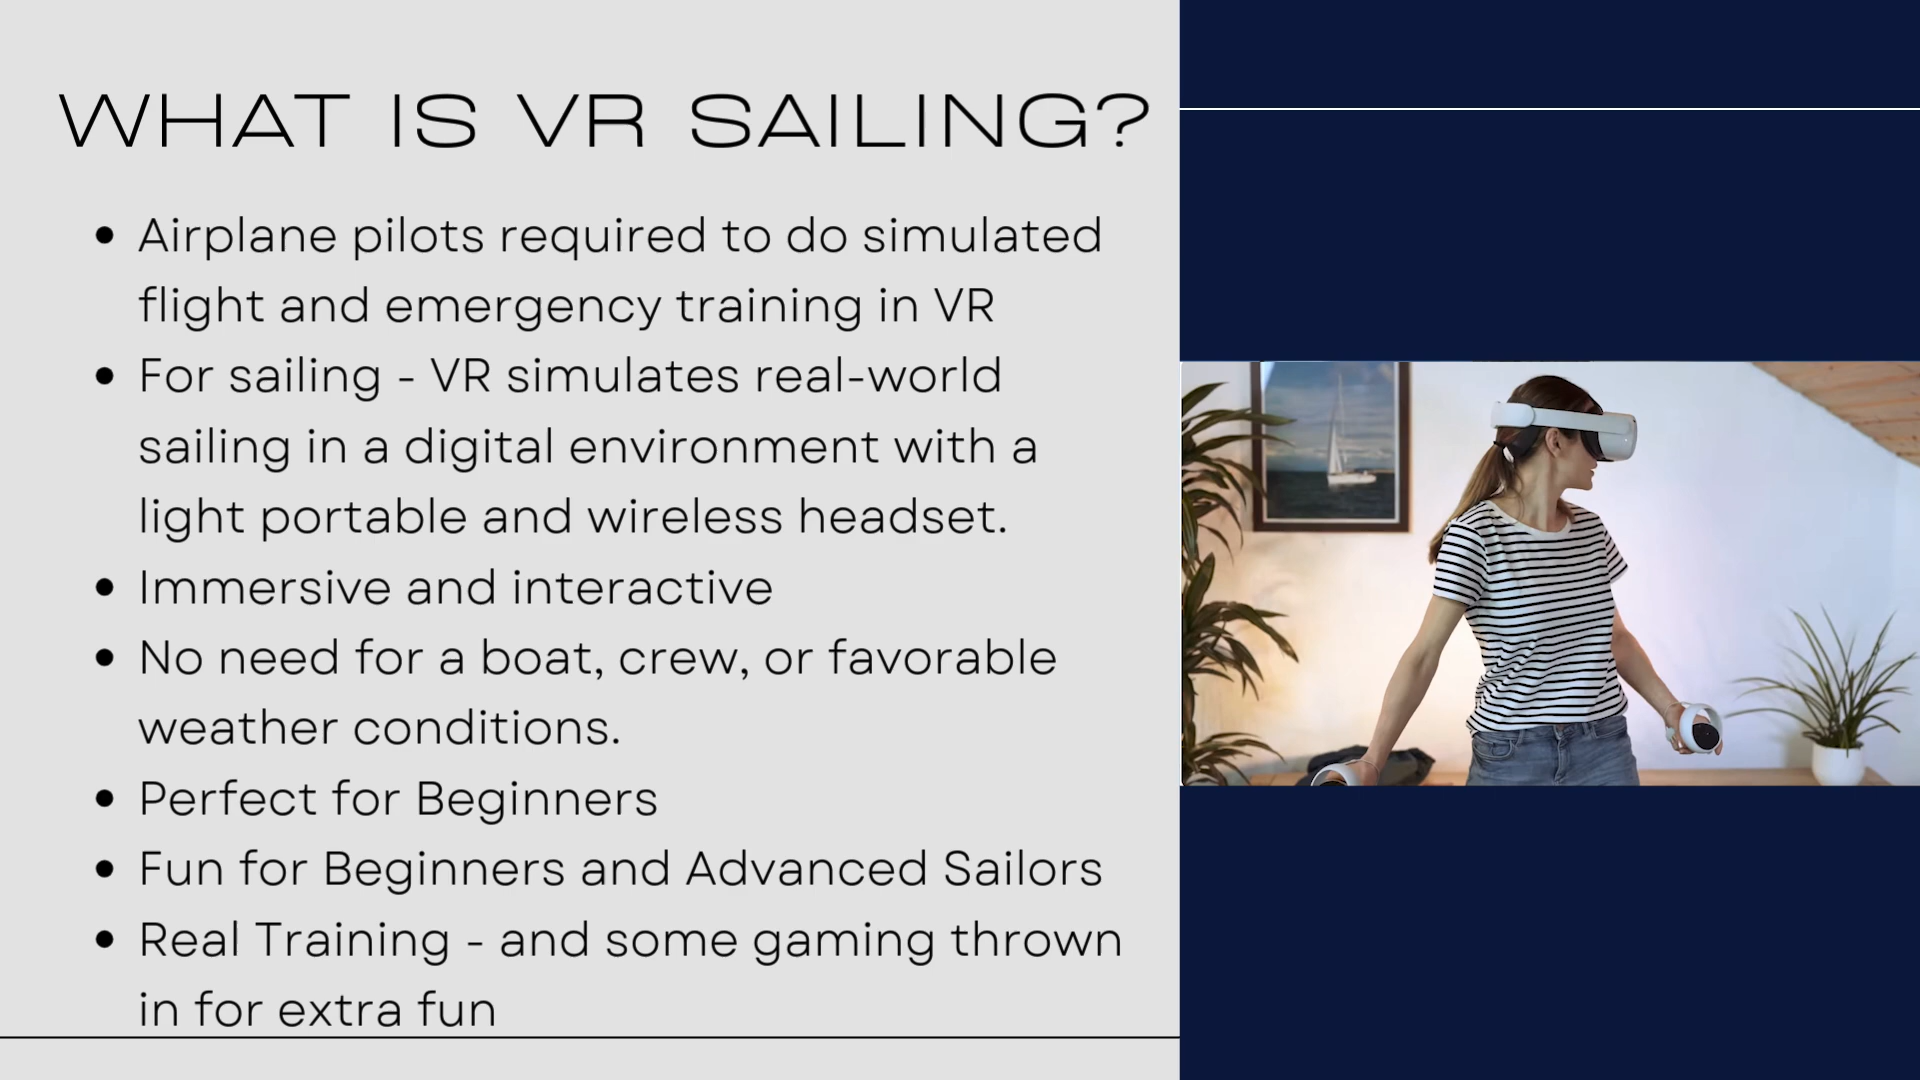 WHAT IS VR SAILING?
• Airplane pilots required to do simulated
flight and emergency training in VR
• For sailing - VR simulates real-world
sailing in a digital environment with a
light portable and wireless headset.
• Immersive and interactive
• No need for a boat, crew, or favorable
weather conditions.
• Perfect for Beginners
• Fun for Beginners and Advanced Sailors
• Real Training - and some gaming thrown
in for extra fun